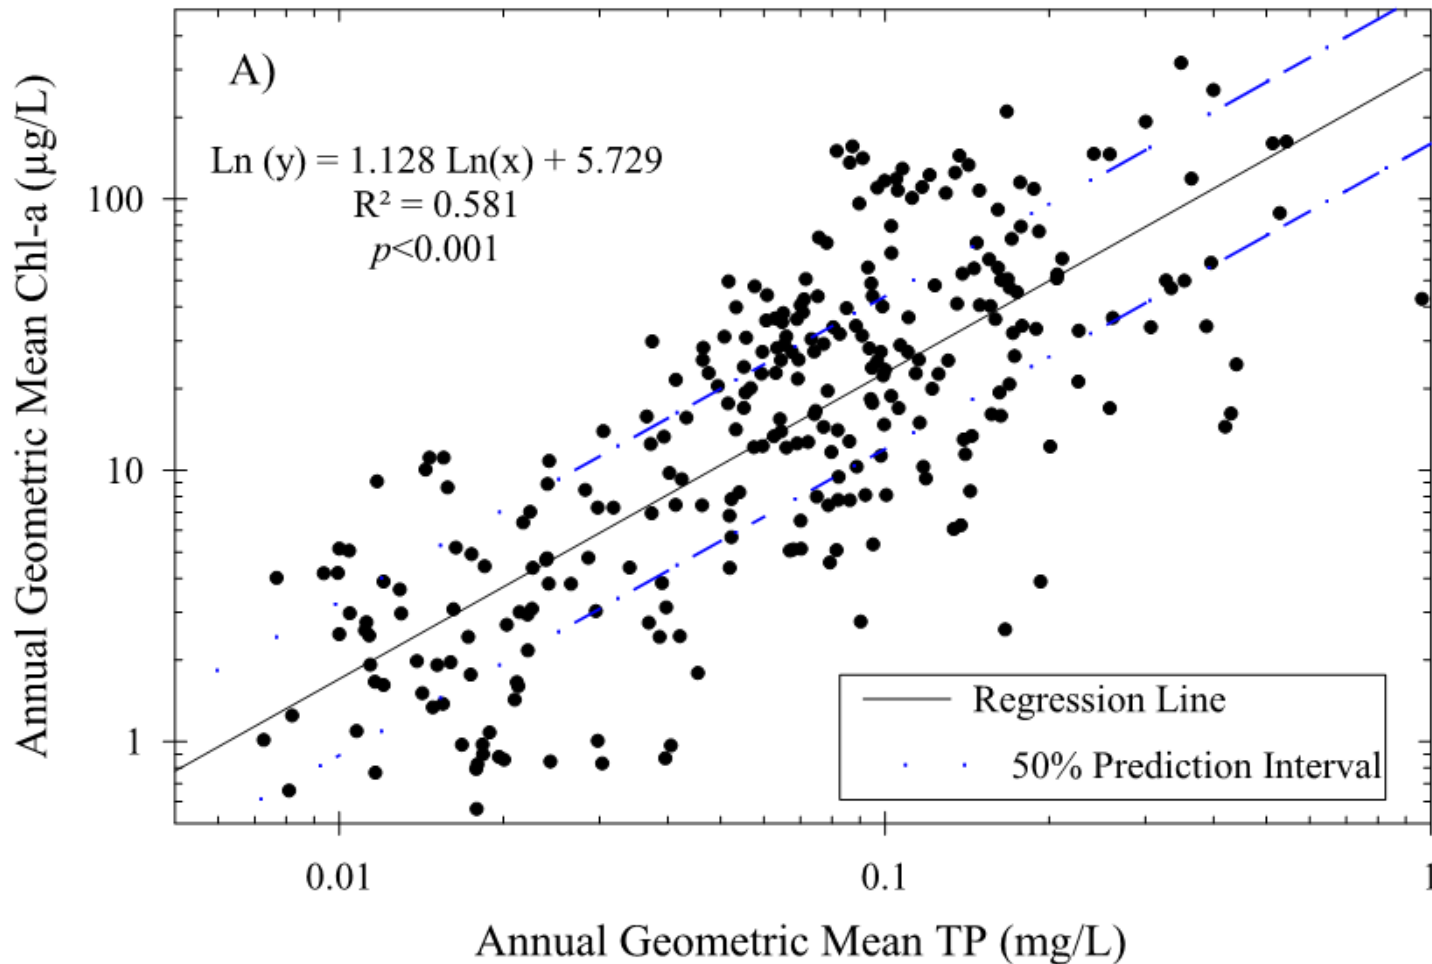 A)
Ln (y) = 1.128 Ln(x) + 5.729
R² = 0.581
p<0.001
Annual Geometric Mean Chl-a (µg/L)
100
10
1
Regression Line
50% Prediction Interval
0.01
0.1
1
Annual Geometric Mean TP (mg/L)